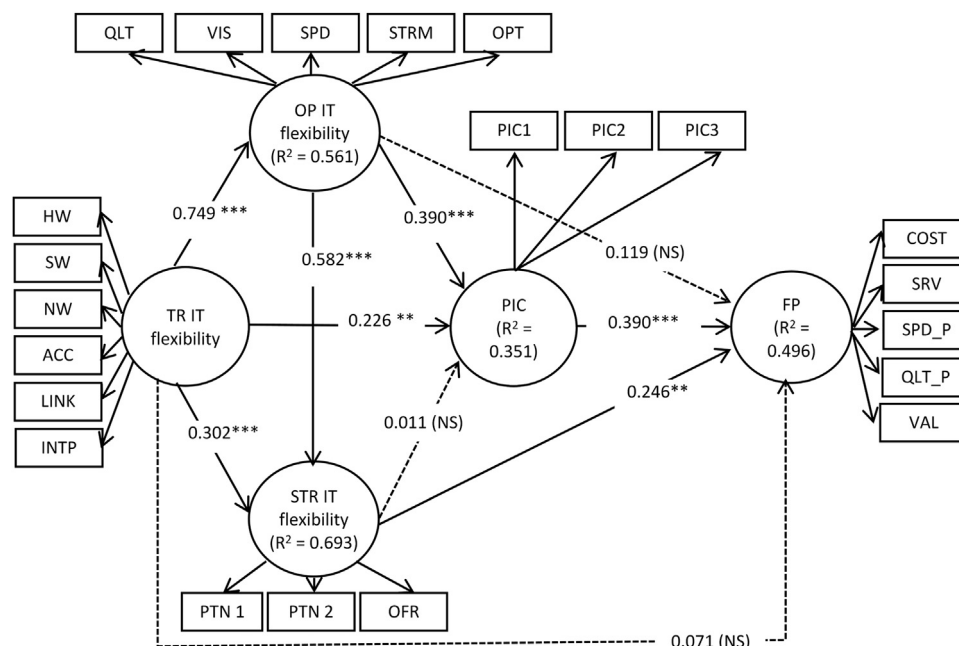 QLT
VIS
SPD
STRM
OPT
OP IT
flexibility
(R² = 0.561)
PIC1
PIC2
PIC3
HW
SW
NW
ACC
LINK
INTP
0.749 ***
0.390***
0.582***
0.119 (NS)
TR IT
flexibility
0.226 **
PIC
(R² =
0.351)
0.390***
FP
(R² =
0.496)
COST
SRV
SPD_P
QLT_P
VAL
0.302***
0.011 (NS)
0.246**
STR IT
flexibility
(R² = 0.693)
PTN 1
PTN 2
OFR
0.071 (NS)